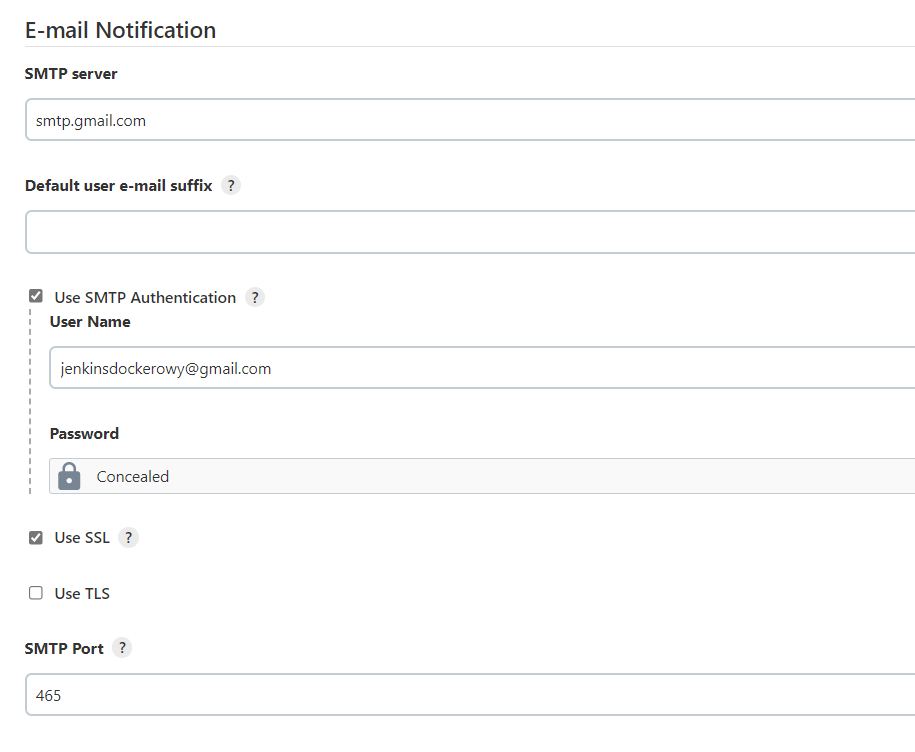 E-mail Notification
SMTP server
smtp.gmail.com
Default user e-mail suffix ?
Use SMTP Authentication ?
User Name
jenkinsdockerowy@gmail.com
Password
Concealed
Use SSL ?
Use TLS
SMTP Port ?
465